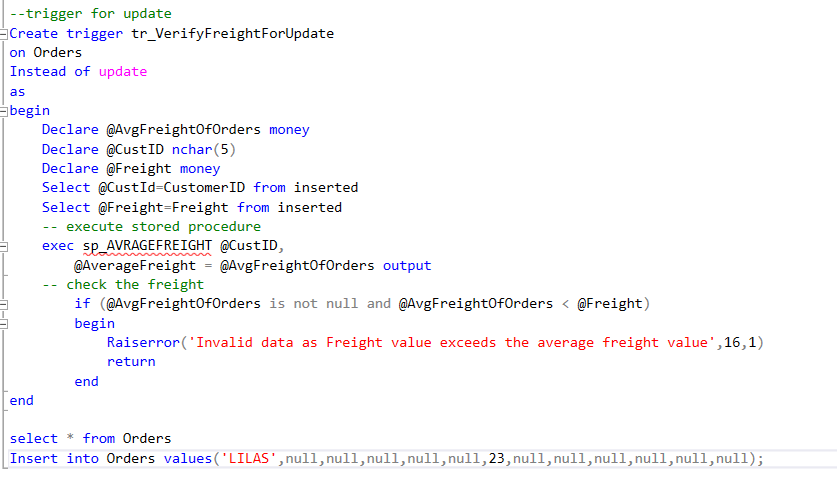 --trigger for update
Create trigger tr_VerifyFreightForUpdate
on Orders
Instead of update
as
begin
Declare @AvgFreightOfOrders money
Declare @CustID nchar(5)
Declare @Freight money
Select @CustId=CustomerID from inserted
Select @Freight=Freight from inserted
-- execute stored procedure
exec sp_AVRAGEFREIGHT @CustID,
@AverageFreight = @AvgFreightOfOrders output
-- check the freight
if (@AvgFreightOfOrders is not null and @AvgFreightOfOrders < @Freight)
begin
Raiserror('Invalid data as Freight value exceeds the average freight value',16,1)
return
end
end
select * from Orders
Insert into Orders values('LILAS',null,null,null,null,null,23,null,null,null,null,null,null);